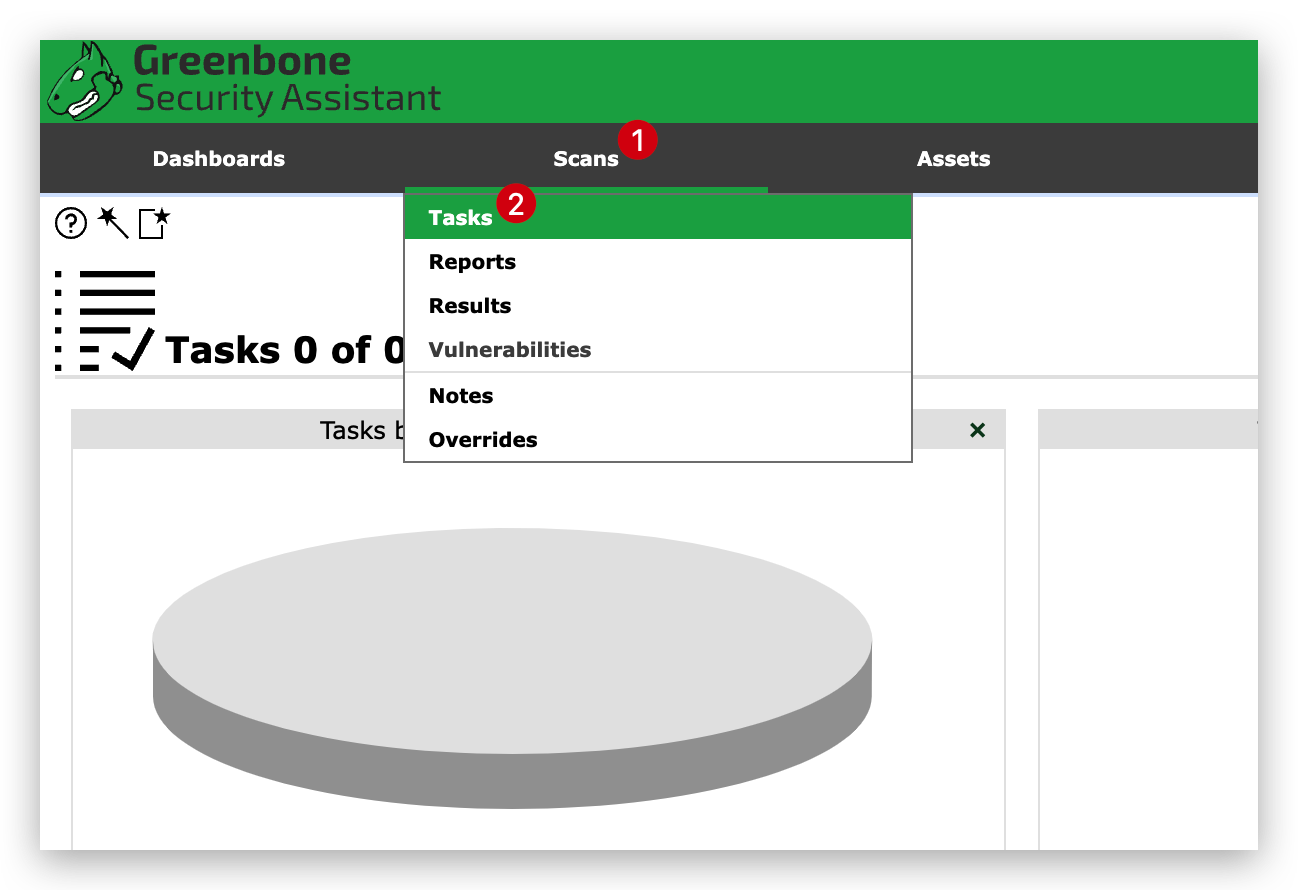 Greenbone
Security Assistant
Dashboards
Scans
1
Assets
Tasks
2
Reports
Results
Vulnerabilities
Notes
Overrides
Tasks 0 of 0
Tasks